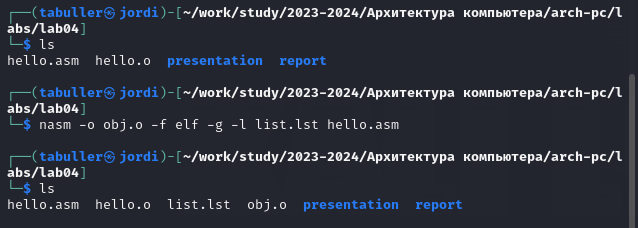 ┌──(tabuller㉿jordi)-[~/work/study/2023-2024/Архитектура компьютера/arch-pc/l
abs/lab04]
└─$ ls
hello.asm  hello.o  presentation  report
┌──(tabuller㉿jordi)-[~/work/study/2023-2024/Архитектура компьютера/arch-pc/l
abs/lab04]
└─$ nasm -o obj.o -f elf -g -l list.lst hello.asm
┌──(tabuller㉿jordi)-[~/work/study/2023-2024/Архитектура компьютера/arch-pc/l
abs/lab04]
└─$ ls
hello.asm  hello.o  list.lst  obj.o  presentation  report